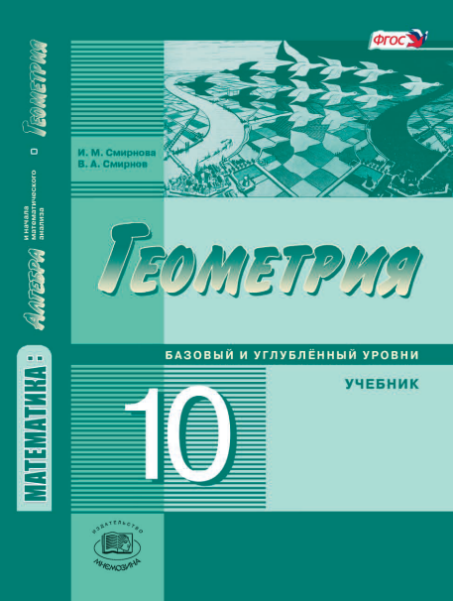 ФГОС
И. М. Смирнова
В. А. Смирнов
ГЕОМЕТРИЯ
БАЗОВЫЙ И УГЛУБЛЁННЫЙ УРОВНИ
УЧЕБНИК
10
ИЗДАТЕЛЬСТВО
МНЕМОЗИНА
МАТЕМАТИКА:
АЛГЕБРА
и начала
математического
анализа
ГЕОМЕТРИЯ